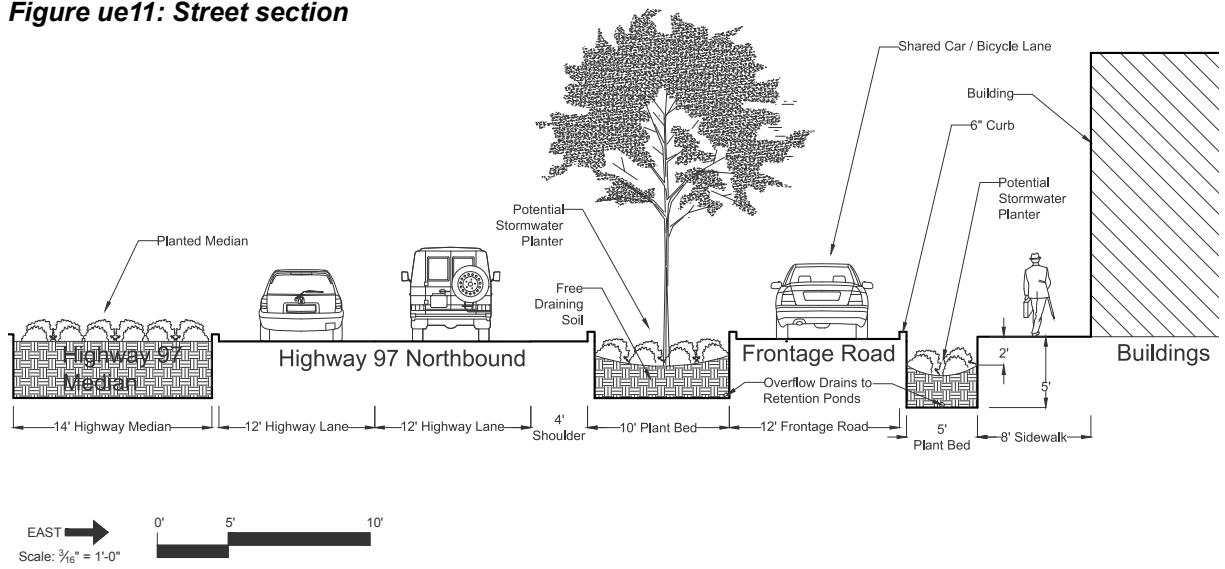 Figure ue11: Street section
Shared Car / Bicycle Lane
Building
6" Curb
Potential
Stormwater
Planter
Potential
Stormwater
Planter
Planted Median
Free
Draining
Soil
Highway 97
Median
Highway 97 Northbound
Frontage Road
2'
5'
Buildings
Overflow Drains to
Retention Ponds
14' Highway Median
12' Highway Lane
12' Highway Lane
4'
Shoulder
10' Plant Bed
12' Frontage Road
5'
Plant Bed
8' Sidewalk
EAST
0'
5'
10'
Scale: 3/16" = 1'-0"